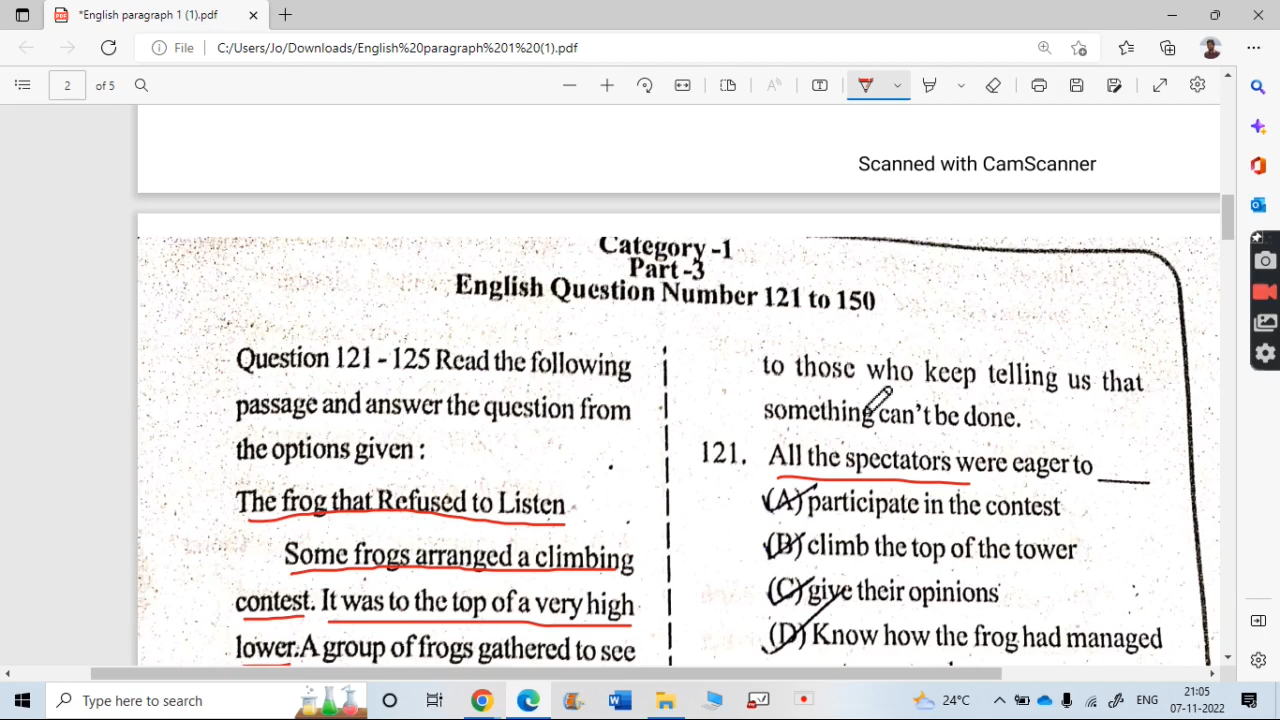 *English paragraph 1 (1).pdf
File C:/Users/Jo/Downloads/English%20paragraph%201%20(1).pdf
2 of 5
Scanned with CamScanner
Category -1
Part -3
English Question Number 121 to 150
Question 121 - 125 Read the following
passage and answer the question from
the options given :
The frog that Refused to Listen
Some frogs arranged a climbing
contest. It was to the top of a very high
lower. A group of frogs gathered to see
to those who keep telling us that
something can't be done.
121. All the spectators were eager to ____
(A) participate in the contest
(B) climb the top of the tower
(C) give their opinions
(D) Know how the frog had managed
Type here to search
24°C
ENG
21:05
07-11-2022